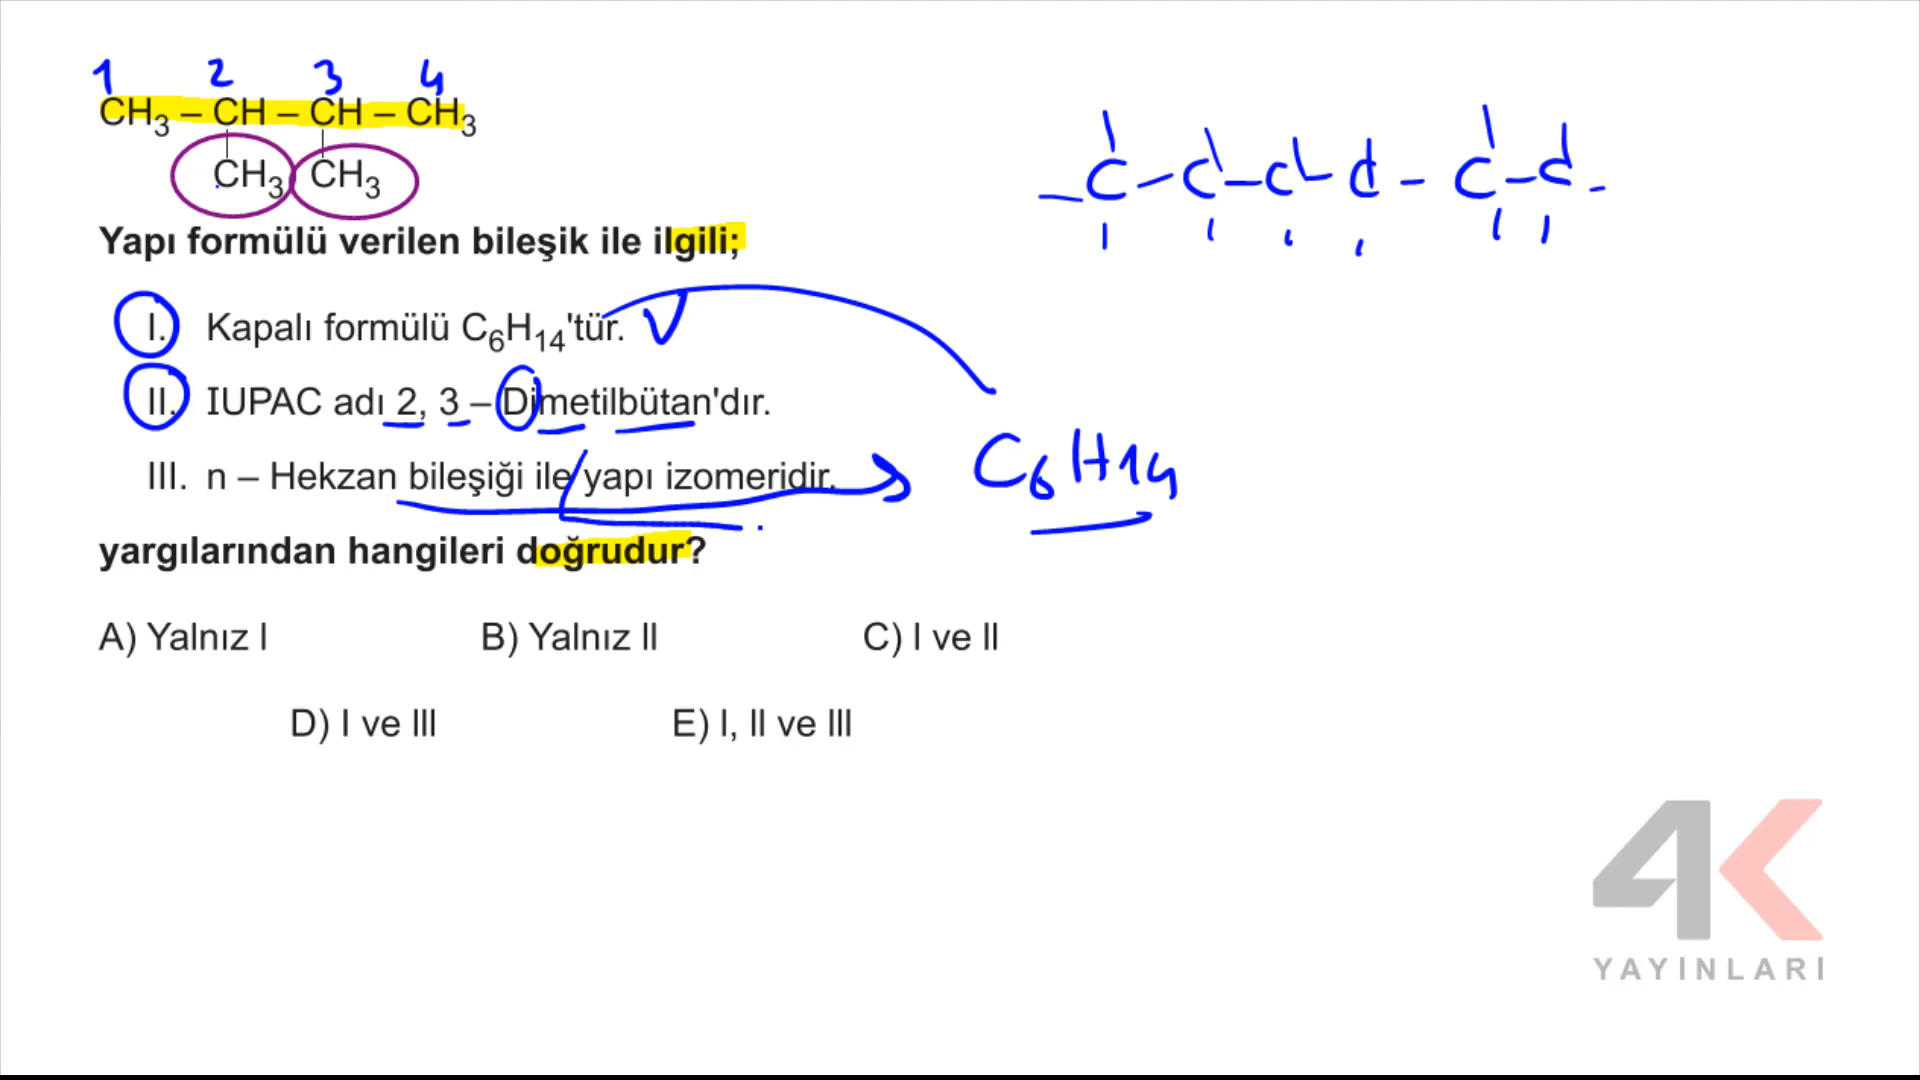 1 2 3 4
CH3 – CH – CH – CH3
CH3 CH3
C – C – C – C – C – C –
Yapı formülü verilen bileşik ile ilgili;
I. Kapalı formülü C6H14'tür.
II. IUPAC adı 2, 3 – Dimetilbütan'dır.
III. n – Hekzan bileşiği ile yapı izomeridir.
C6H14
yargılarından hangileri doğrudur?
A) Yalnız I B) Yalnız II C) I ve II
D) I ve III E) I, II ve III
4K
YAYINLARI